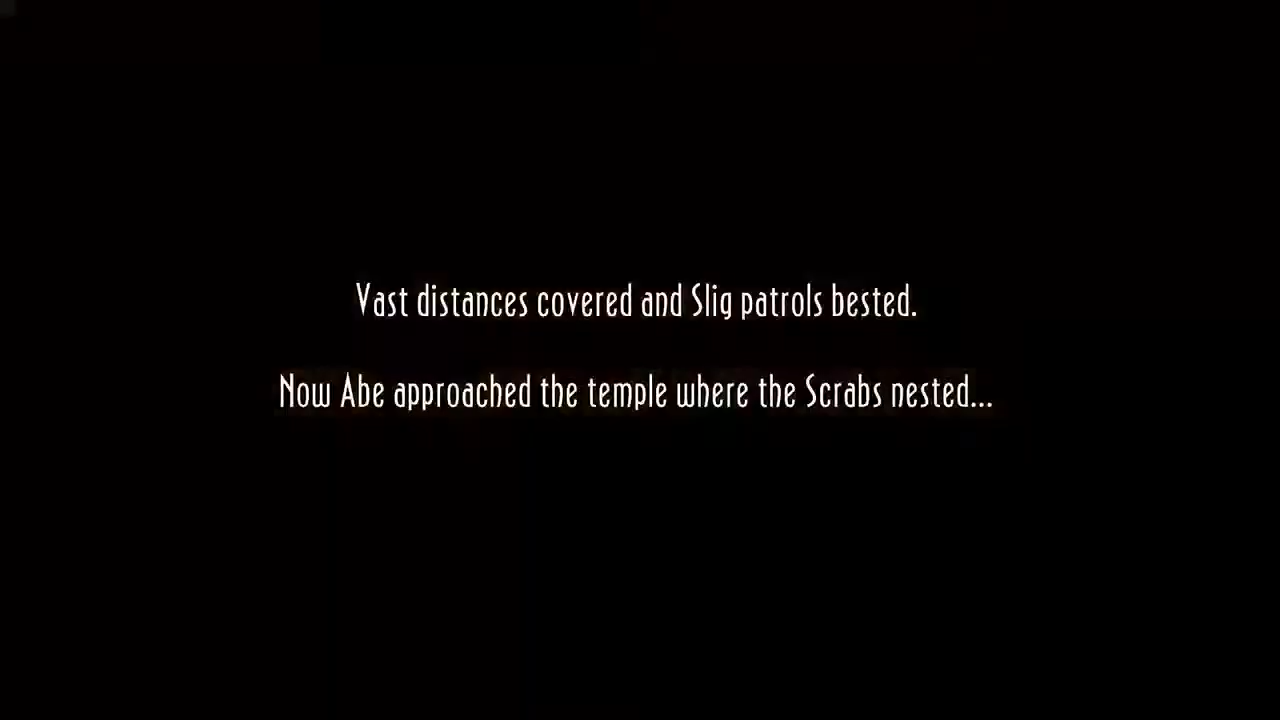 Vast distances covered and Slig patrols bested.
Now Abe approached the temple where the Scrabs nested...